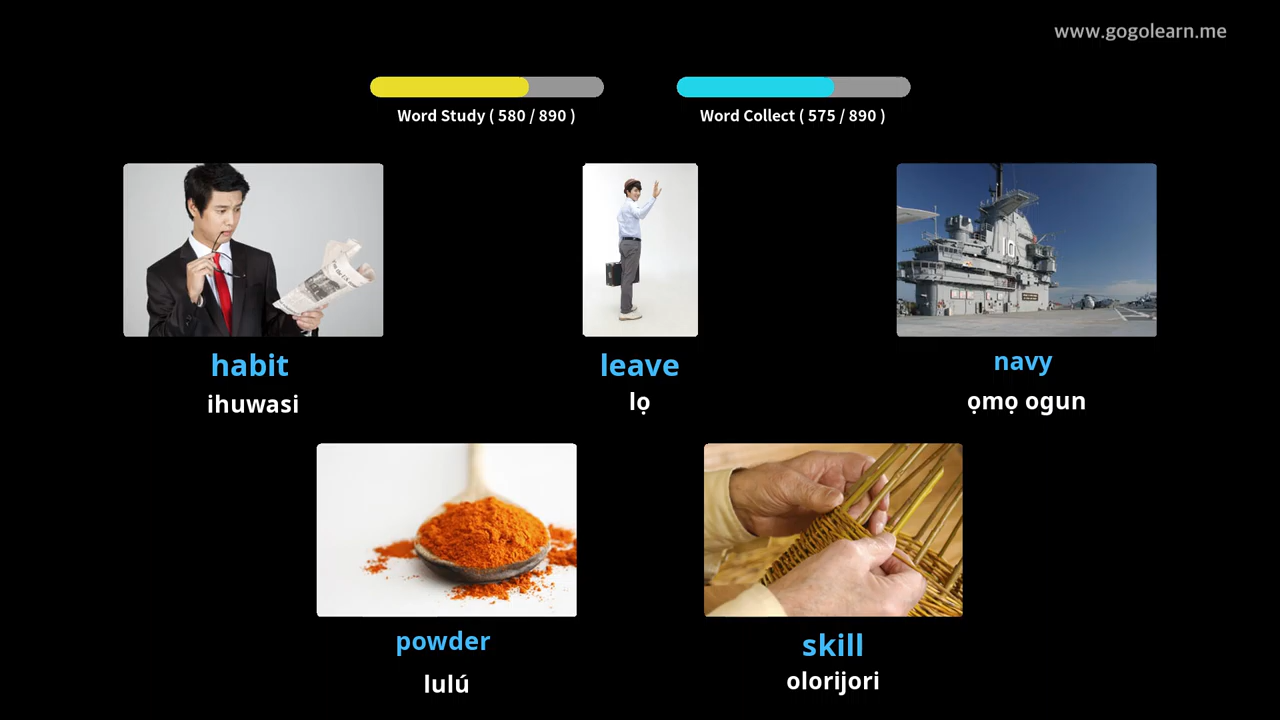 www.gogolearn.me
Word Study ( 580 / 890 )
Word Collect ( 575 / 890 )
habit
ihuwasi
leave
lọ
navy
ọmọ ogun
powder
lulú
skill
olorijori